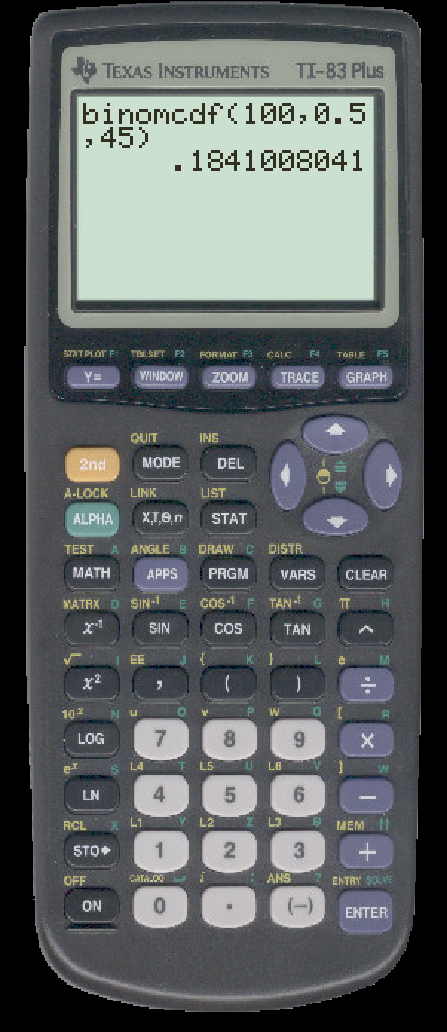 TEXAS INSTRUMENTS TI-83 Plus
binomcdf(100,0.5
,45)
.1841008041
STAT PLOT F1 TBLSET F2 FORMAT F3 CALC F4 TABLE F5
Y= WINDOW ZOOM TRACE GRAPH
QUIT INS
2nd MODE DEL
A-LOCK LINK LIST
ALPHA X,T,Θ,n STAT
TEST A ANGLE B DRAW C DISTR
MATH APPS PRGM VARS CLEAR
MATRX D SIN⁻¹ E COS⁻¹ F TAN⁻¹ G π H
x⁻¹ SIN COS TAN ^
√ I EE J { K } L e M
x² , ( ) ÷
10ˣ N u O v P w Q [ R
LOG 7 8 9 ×
eˣ S L4 T L5 U L6 V ] W
LN 4 5 6 −
RCL X L1 Y L2 Z L3 θ MEM "
STO➧ 1 2 3 +
OFF CATALOG i : ANS ? ENTRY SOLVE
ON 0 . (−) ENTER